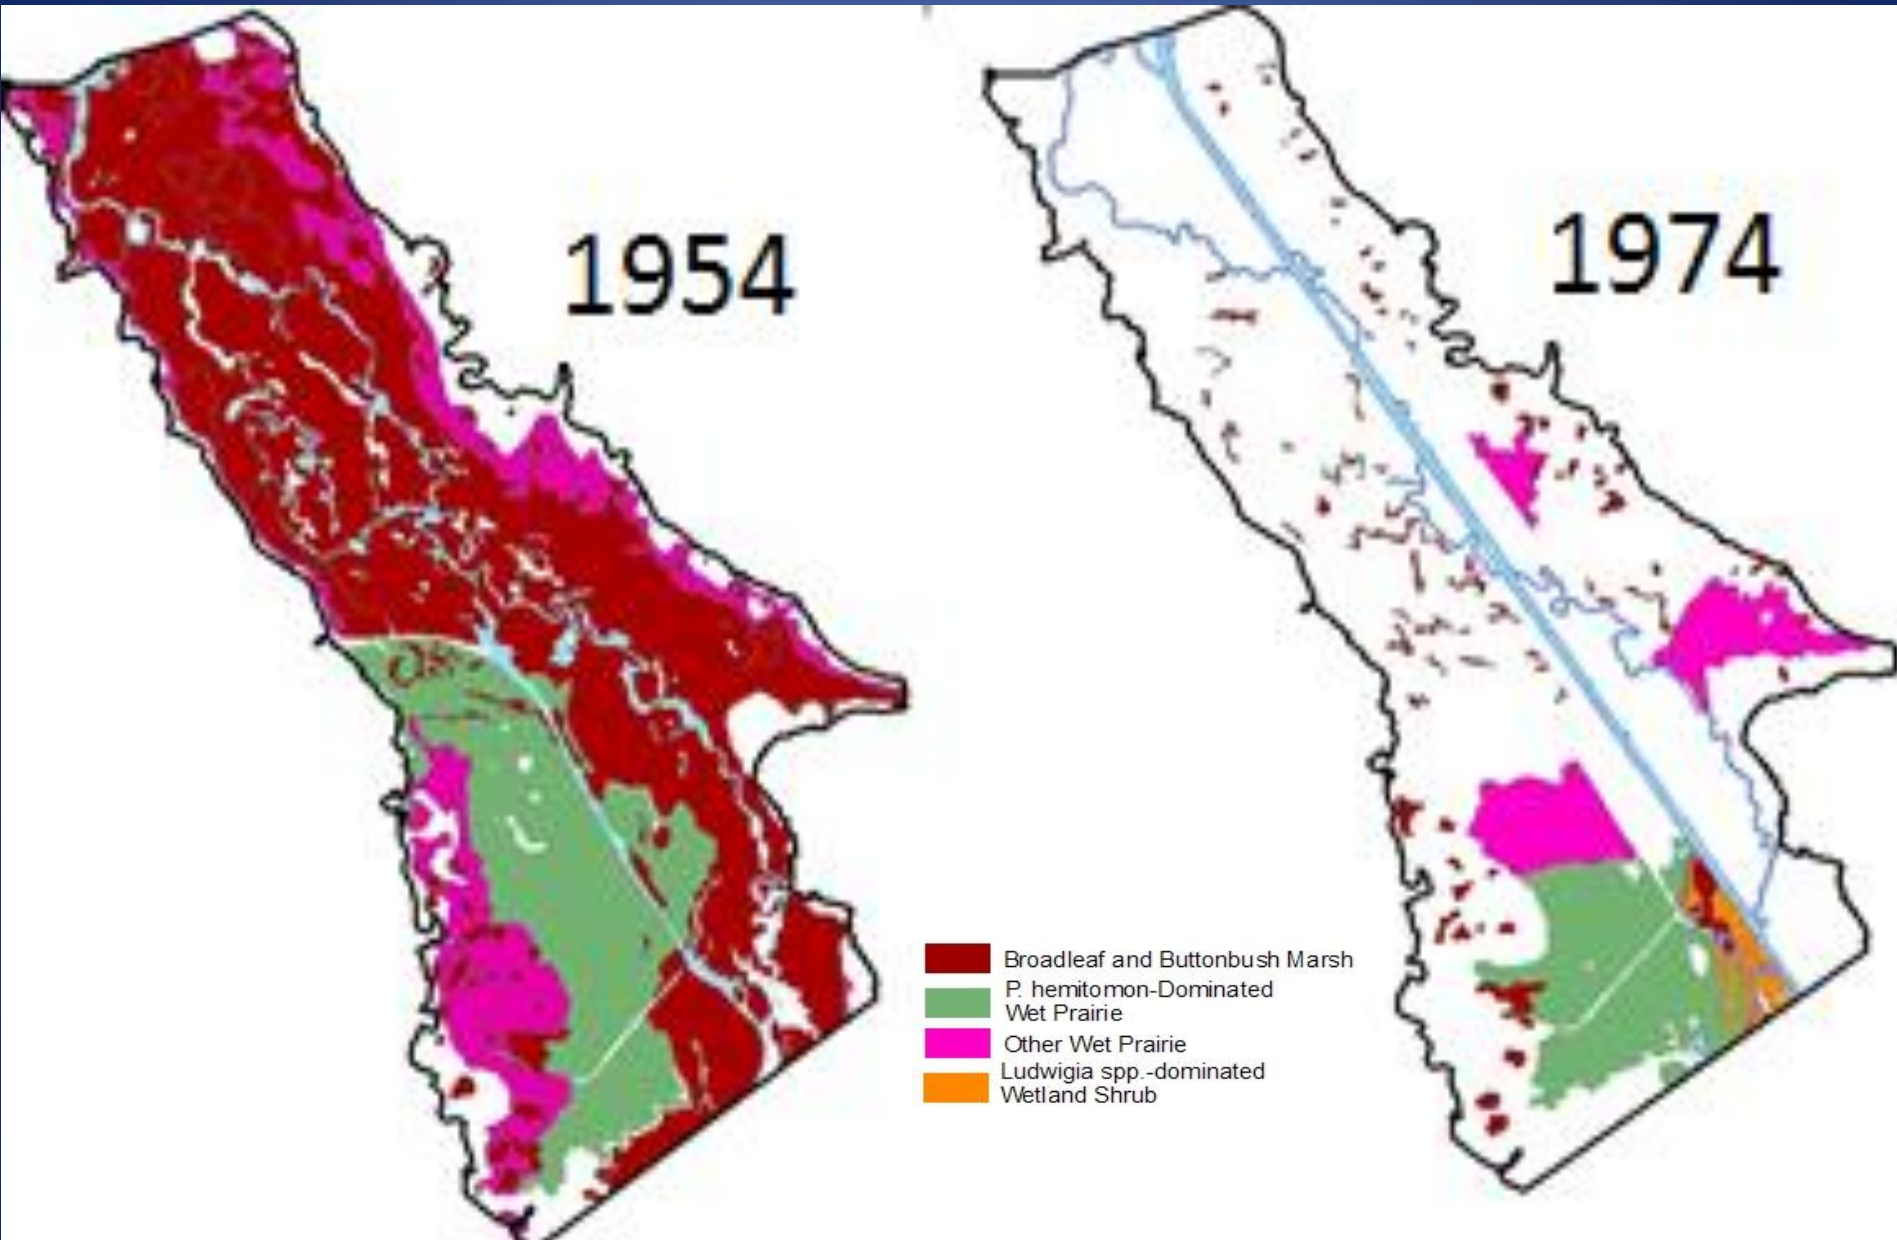 1954
1974
Broadleaf and Buttonbush Marsh
P. hemitomon-Dominated
Wet Prairie
Other Wet Prairie
Ludwigia spp.-dominated
Wetland Shrub